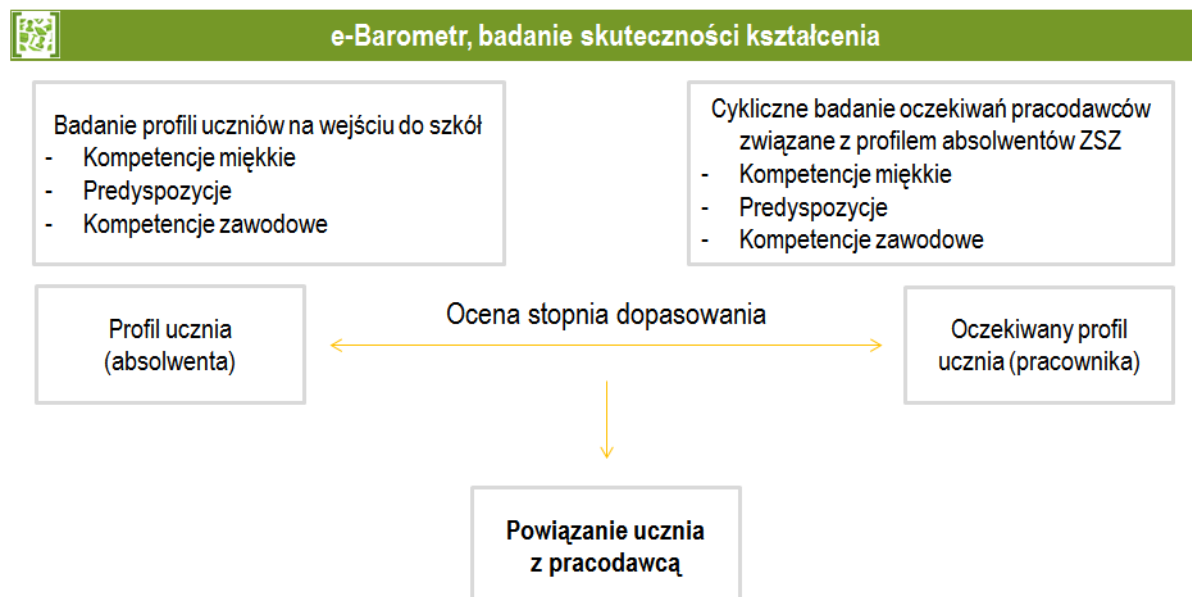 e-Barometr, badanie skuteczności kształcenia
Badanie profili uczniów na wejściu do szkół
- Kompetencje miękkie
- Predyspozycje
- Kompetencje zawodowe
Cykliczne badanie oczekiwań pracodawców
związane z profilem absolwentów ZSZ
- Kompetencje miękkie
- Predyspozycje
- Kompetencje zawodowe
Profil ucznia
(absolwenta)
Ocena stopnia dopasowania
Oczekiwany profil
ucznia (pracownika)
Powiązanie ucznia
z pracodawcą